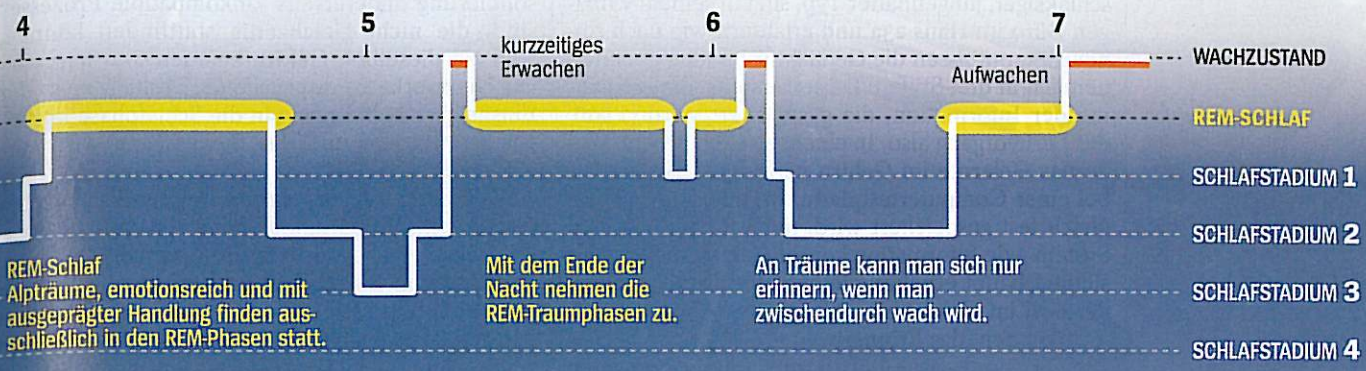 4
5
6
7
kurzzeitiges
Erwachen
Aufwachen
WACHZUSTAND
REM-SCHLAF
SCHLAFSTADIUM 1
SCHLAFSTADIUM 2
SCHLAFSTADIUM 3
SCHLAFSTADIUM 4
REM-Schlaf
Alpträume, emotionsreich und mit
ausgeprägter Handlung finden aus-
schließlich in den REM-Phasen statt.
Mit dem Ende der
Nacht nehmen die
REM-Traumphasen zu.
An Träume kann man sich nur
erinnern, wenn man
zwischendurch wach wird.